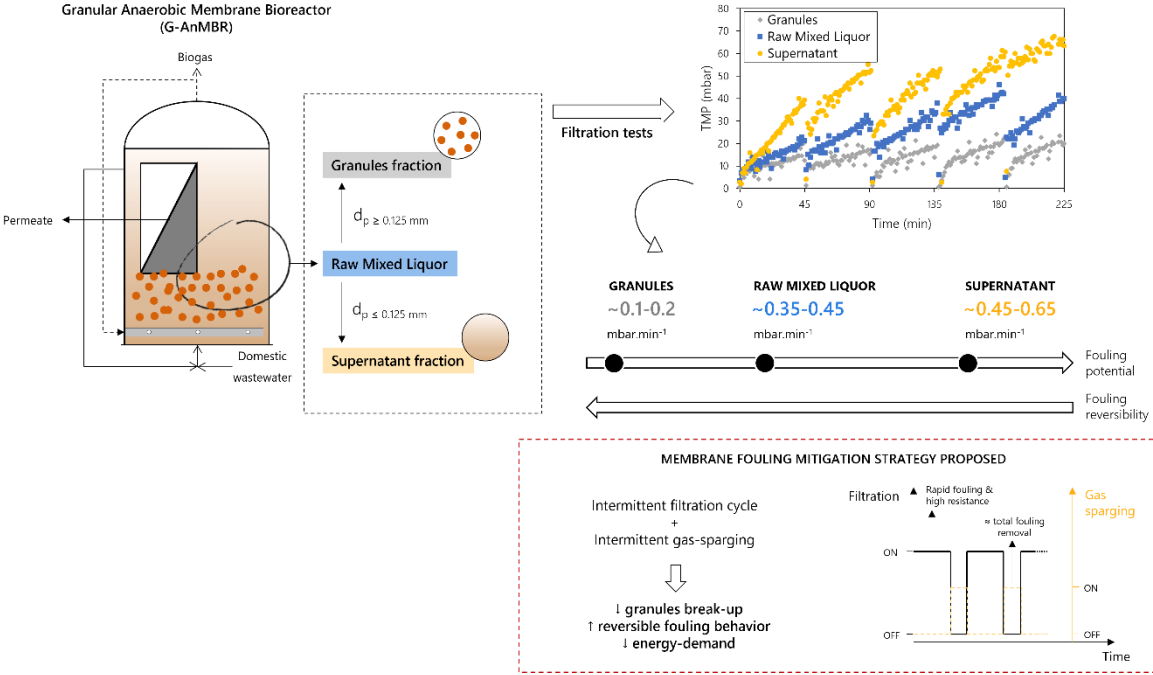 Granular Anaerobic Membrane Bioreactor
(G-AnMBR)
Biogas
Permeate
Domestic
wastewater
Granules fraction
dp ≥ 0.125 mm
Raw Mixed Liquor
dp ≤ 0.125 mm
Supernatant fraction
Filtration tests
TMP (mbar)
80
70
60
50
40
30
20
10
0
Granules
Raw Mixed Liquor
Supernatant
0
45
90
135
180
225
Time (min)
GRANULES
~0.1-0.2
mbar.min⁻¹
RAW MIXED LIQUOR
~0.35-0.45
mbar.min⁻¹
SUPERNATANT
~0.45-0.65
mbar.min⁻¹
Fouling
potential
Fouling
reversibility
MEMBRANE FOULING MITIGATION STRATEGY PROPOSED
Intermittent filtration cycle
+
Intermittent gas-sparging
↓ granules break-up
↑ reversible fouling behavior
↓ energy-demand
Filtration
Rapid fouling &
high resistance
≈ total fouling
removal
Gas
sparging
ON
OFF
ON
OFF
Time